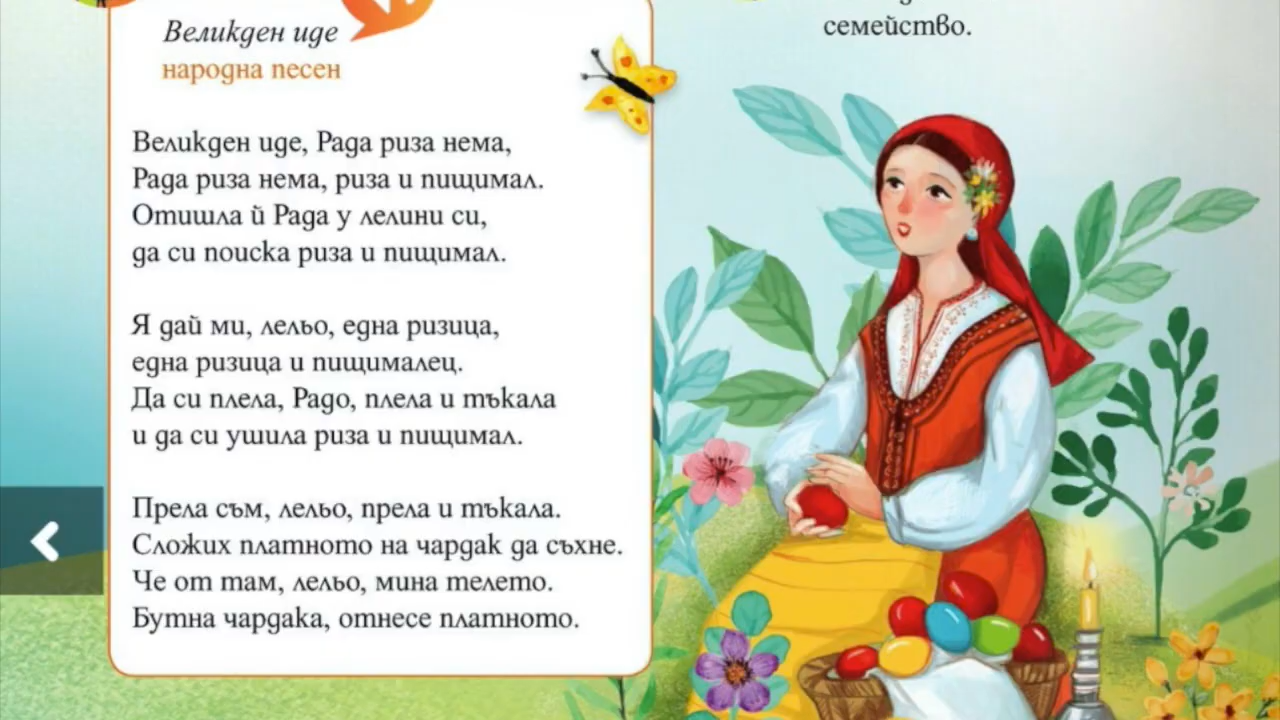 Великден иде
народна песен
Великден иде, Рада риза нема,
Рада риза нема, риза и пищимал.
Отишла й Рада у лелини си,
да си поиска риза и пищимал.
Я дай ми, лельо, една ризица,
една ризица и пищималец.
Да си плела, Радо, плела и тъкала
и да си ушила риза и пищимал.
Прела съм, лельо, прела и тъкала.
Сложих платното на чардак да съхне.
Че от там, лельо, мина телето.
Бутна чардака, отнесе платното.
семейство.